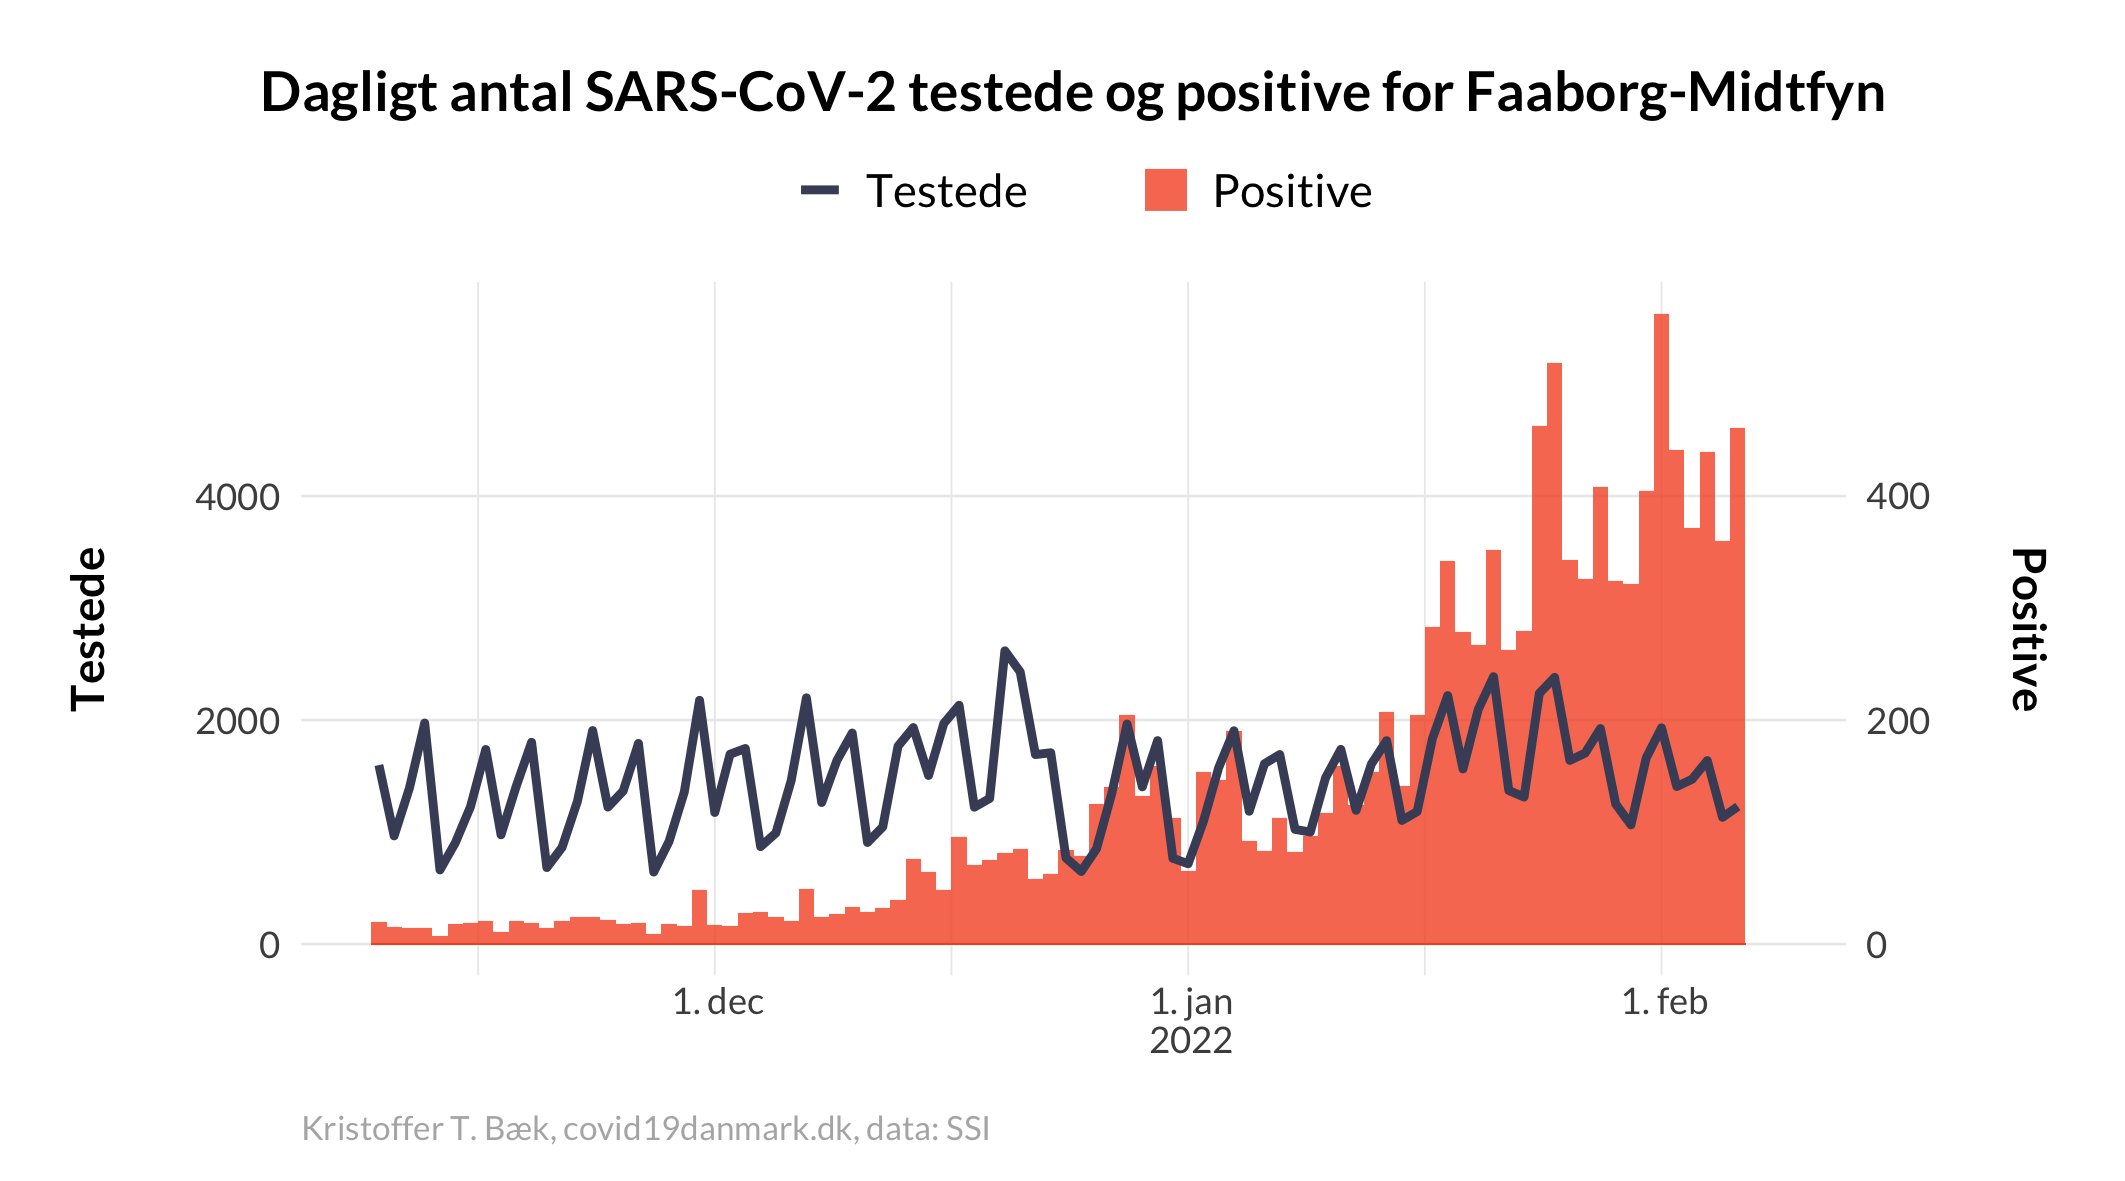 Dagligt antal SARS-CoV-2 testede og positive for Faaborg-Midtfyn
Testede
Positive
4000
2000
0
Testede
400
200
0
Positive
1. dec
1. jan
2022
1. feb
Kristoffer T. Bæk, covid19danmark.dk, data: SSI